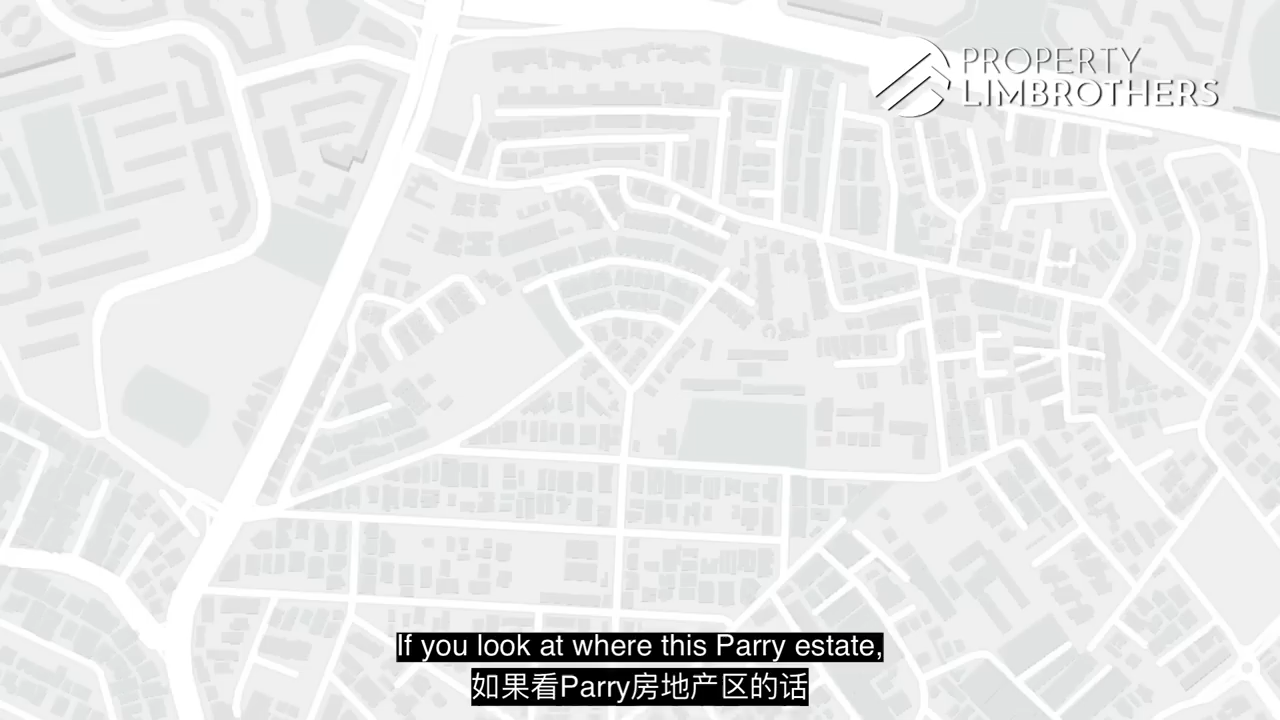 PROPERTY
LIMBROTHERS
If you look at where this Parry estate,
如果看Parry房地产区的话